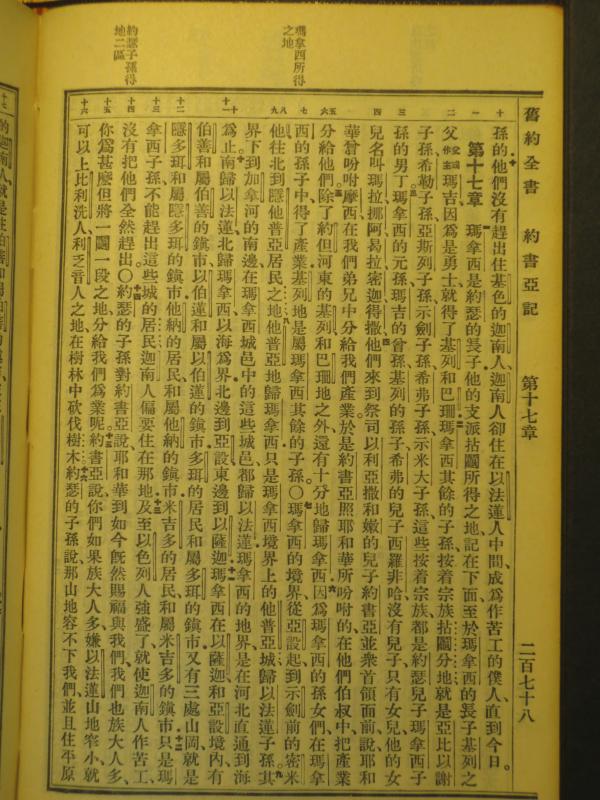 舊約全書　約書亞記　第十七章　二百七十八
瑪拿西所得之地
約瑟子孫得地二區
孫的他們沒有趕出住基色的迦南人迦南人卻住在以法蓮人中間成爲作苦工的僕人、直到今日。
第十七章　瑪拿西是約瑟的長子他的支派拈鬮所得之地記在下面至於瑪拿西的長子基列之
父父或作主瑪吉因爲是勇士就得了基列和巴珊瑪拿西其餘的子孫、按着宗族拈鬮分地就是亞比以謝
子孫希勒子孫亞斯列子孫示劍子孫希弗子孫示米大子孫這些按着宗族都是約瑟兒子瑪拿西子
孫的男丁瑪拿西的元孫瑪吉的曾孫基列的孫子希弗的兒子西羅非哈沒有兒子只有女兒他的女
兒名叫瑪拉挪阿曷拉密迦得撒他們來到祭司以利亞撒和嫩的兒子約書亞並衆首領面前說耶和
華曾吩咐摩西在我們弟兄中分給我們產業於是約書亞照耶和華所吩咐的在他們伯叔中把產業
分給他們除了約但河東的基列和巴珊地之外還有十分地歸瑪拿西因爲瑪拿西的孫女們在瑪拿
西的孫子中得了產業基列地是屬瑪拿西其餘的子孫〇瑪拿西的境界從亞設起到示劍前的密米
他往北到隱他普亞居民之地他普亞地歸瑪拿西只是瑪拿西境界上的他普亞城歸以法蓮子孫其
界下到加拿河的南邊在瑪拿西城邑中的這些城邑都歸以法蓮瑪拿西的地界是在河北直通到海
爲止南歸以法蓮北歸瑪拿西以海爲界北邊到亞設東邊到以薩迦瑪拿西在以薩迦和亞設境內有
伯善和屬伯善的鎮市以伯蓮和屬以伯蓮的鎮市多珥的居民和屬多珥的鎮市又有三處山岡就是
隱多珥和屬隱多珥的鎮市他納的居民和屬他納的鎮市米吉多的居民和屬米吉多的鎮市只是瑪
拿西子孫不能趕出這些城的居民迦南人偏要住在那地及至以色列人強盛了就使迦南人作苦工、
沒有把他們全然趕出〇約瑟的子孫對約書亞說耶和華到如今旣然賜福與我們我們也族大人多、
你爲甚麼但將一鬮一段之地分給我們爲業呢約書亞說你們如果族大人多嫌以法蓮山地窄小就
可以上比利洗人利乏音人之地在樹林中砍伐樹木約瑟的子孫說那山地容不下我們、並且住平原